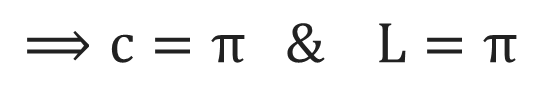 ⟹ c = π & L = π